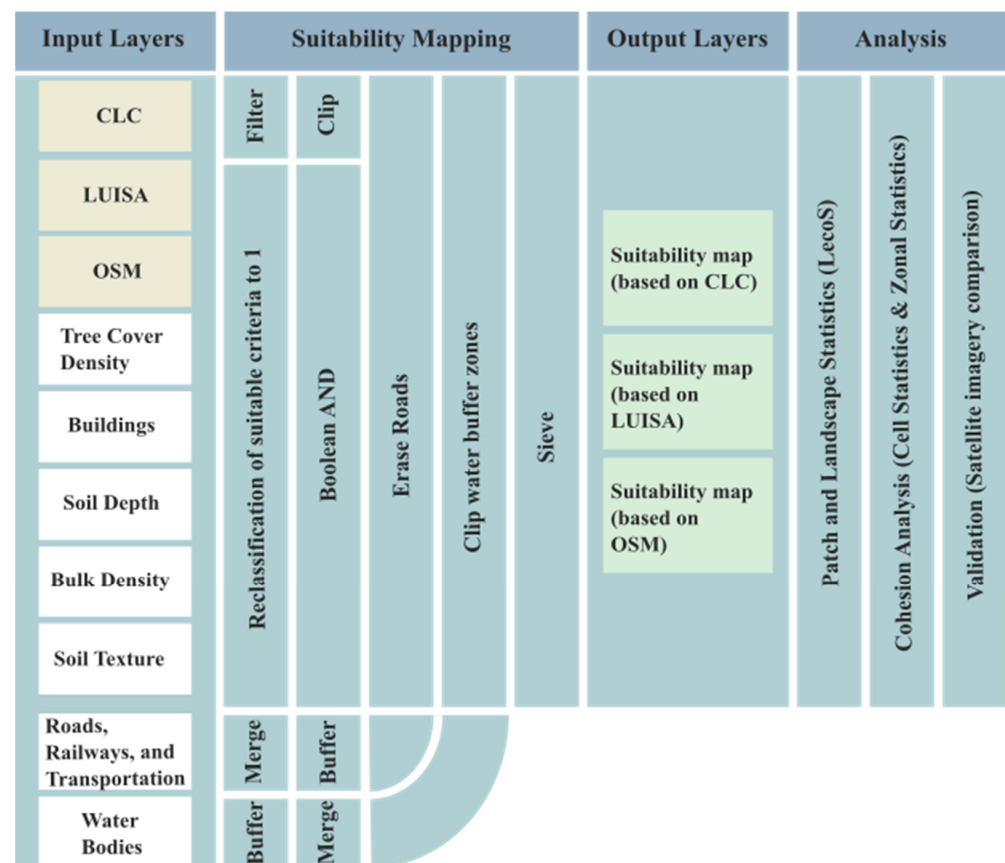 Input Layers
Suitability Mapping
Output Layers
Analysis
CLC
LUISA
OSM
Tree Cover
Density
Buildings
Soil Depth
Bulk Density
Soil Texture
Roads,
Railways, and
Transportation
Water
Bodies
Filter
Clip
Reclassification of suitable criteria to 1
Boolean AND
Erase Roads
Clip water buffer zones
Sieve
Merge
Buffer
Buffer
Merge
Suitability map
(based on CLC)
Suitability map
(based on
LUISA)
Suitability map
(based on
OSM)
Patch and Landscape Statistics (LecoS)
Cohesion Analysis (Cell Statistics & Zonal Statistics)
Validation (Satellite imagery comparison)